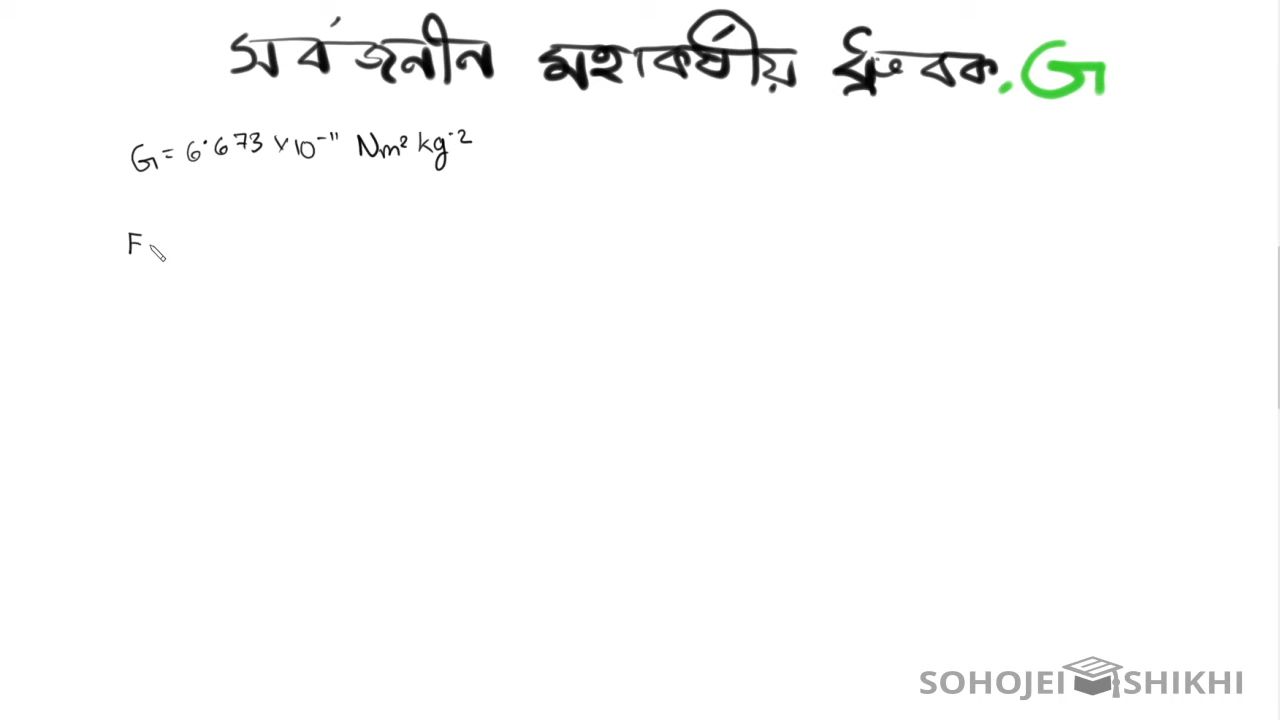 সর্বজনীন মহাকর্ষীয় ধ্রুবক, G
G = 6.673 × 10⁻¹¹ Nm² kg⁻²
F
SOHOJEI SHIKHI